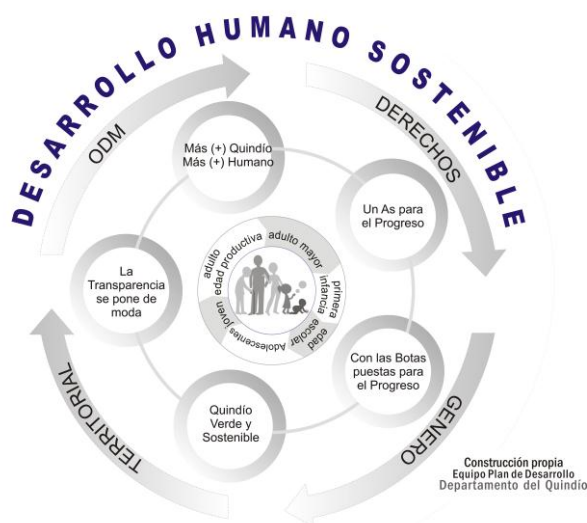 DESARROLLO HUMANO SOSTENIBLE
ODM
DERECHOS
Más (+) Quindío
Más (+) Humano
Un As para
el Progreso
La
Transparencia
se pone de
moda
adulto
edad productiva
adulto mayor
primera
infancia
edad
escolar
Adolescentes joven
Con las Botas
puestas para
el Progreso
Quindío
Verde y
Sostenible
TERRITORIAL
GENERO
Construcción propia
Equipo Plan de Desarrollo
Departamento del Quindío